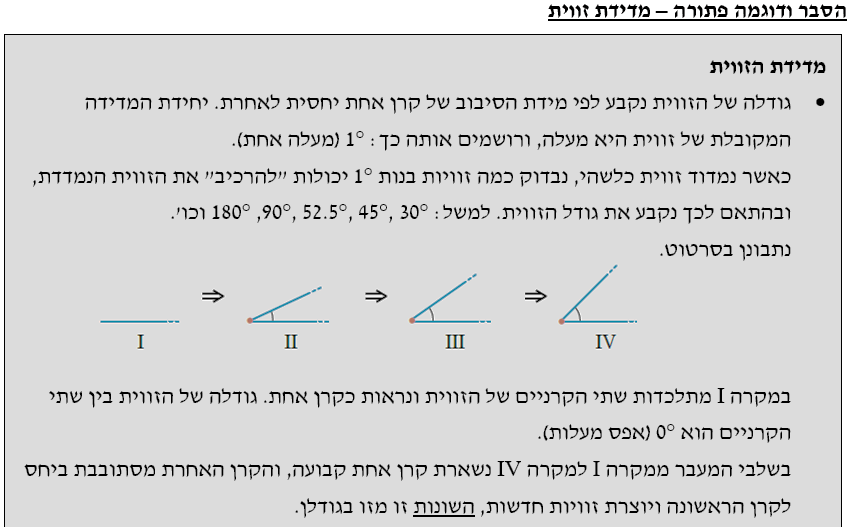 הסבר ודוגמה פתורה – מדידת זווית
מדידת הזווית
• גודלה של הזווית נקבע לפי מידת הסיבוב של קרן אחת יחסית לאחרת. יחידת המדידה
המקובלת של זווית היא מעלה, ורושמים אותה כך: 1° (מעלה אחת).
כאשר נמדוד זווית כלשהי, נבדוק כמה זוויות בנות 1° יכולות "להרכיב" את הזווית הנמדדת,
ובהתאם לכך נקבע את גודל הזווית. למשל: 30°, 45°, 52.5°, 90°, 180° וכו'.
נתבונן בסרטוט.
⇒ ⇒ ⇒
I II III IV
במקרה I מתלכדות שתי הקרניים של הזווית ונראות כקרן אחת. גודלה של הזווית בין שתי
הקרניים הוא 0° (אפס מעלות).
בשלבי המעבר ממקרה I למקרה IV נשארת קרן אחת קבועה, והקרן האחרת מסתובבת ביחס
לקרן הראשונה ויוצרת זוויות חדשות, השונות זו מזו בגודלן.